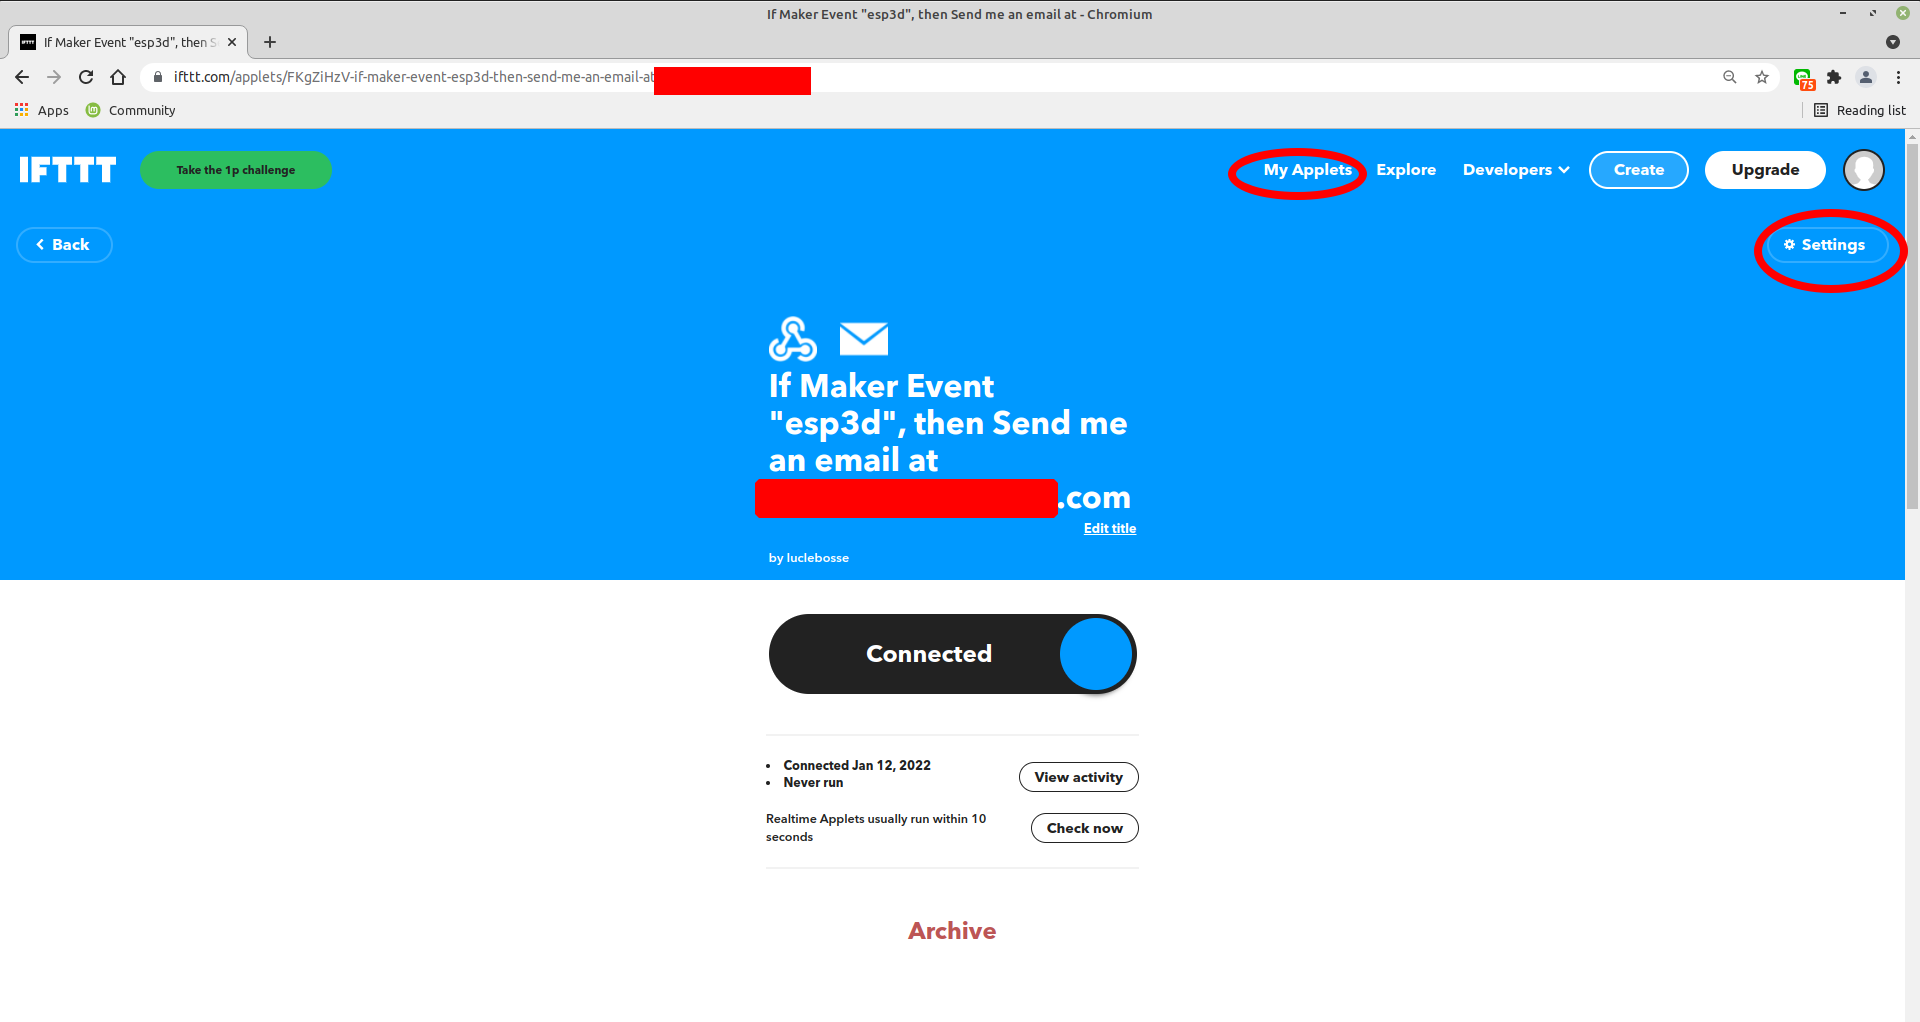 If Maker Event "esp3d", then Send me an email at - Chromium
If Maker Event "esp3d", then S
ifttt.com/applets/FKgZiHzV-if-maker-event-esp3d-then-send-me-an-email-at
75
Apps
Community
Reading list
IFTTT
Take the 1p challenge
My Applets
Explore
Developers
Create
Upgrade
Back
Settings
If Maker Event
"esp3d", then Send me
an email at
.com
Edit title
by luclebosse
Connected
• Connected Jan 12, 2022
• Never run
View activity
Realtime Applets usually run within 10
seconds
Check now
Archive